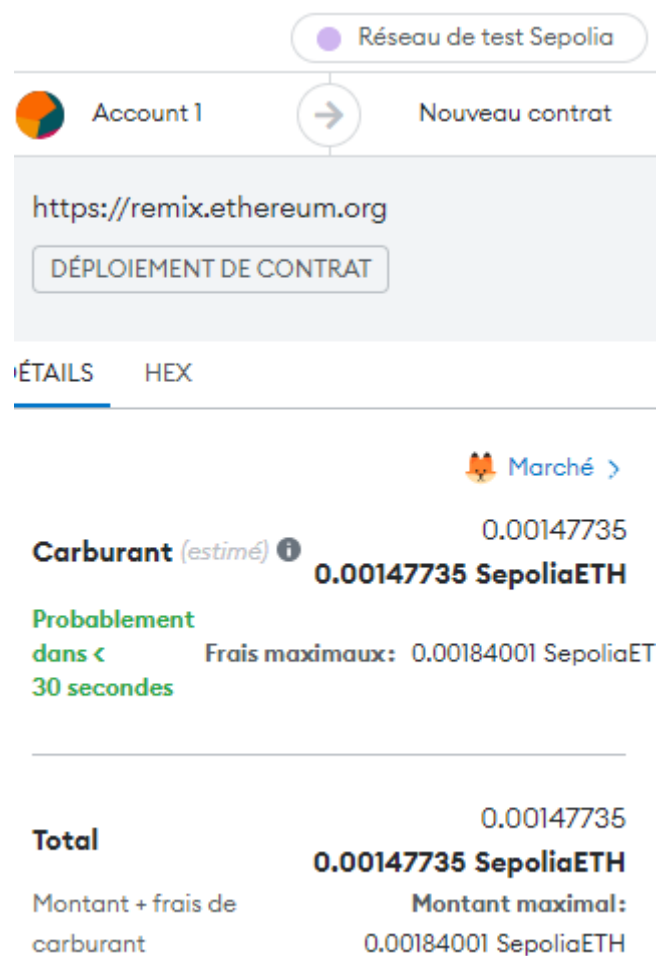 Réseau de test Sepolia
Account 1
Nouveau contrat
https://remix.ethereum.org
DÉPLOIEMENT DE CONTRAT
ÉTAILS HEX
Marché >
0.00147735
Carburant (estimé)
0.00147735 SepoliaETH
Probablement
dans < Frais maximaux: 0.00184001 SepoliaET
30 secondes
0.00147735
Total
0.00147735 SepoliaETH
Montant + frais de Montant maximal:
carburant 0.00184001 SepoliaETH